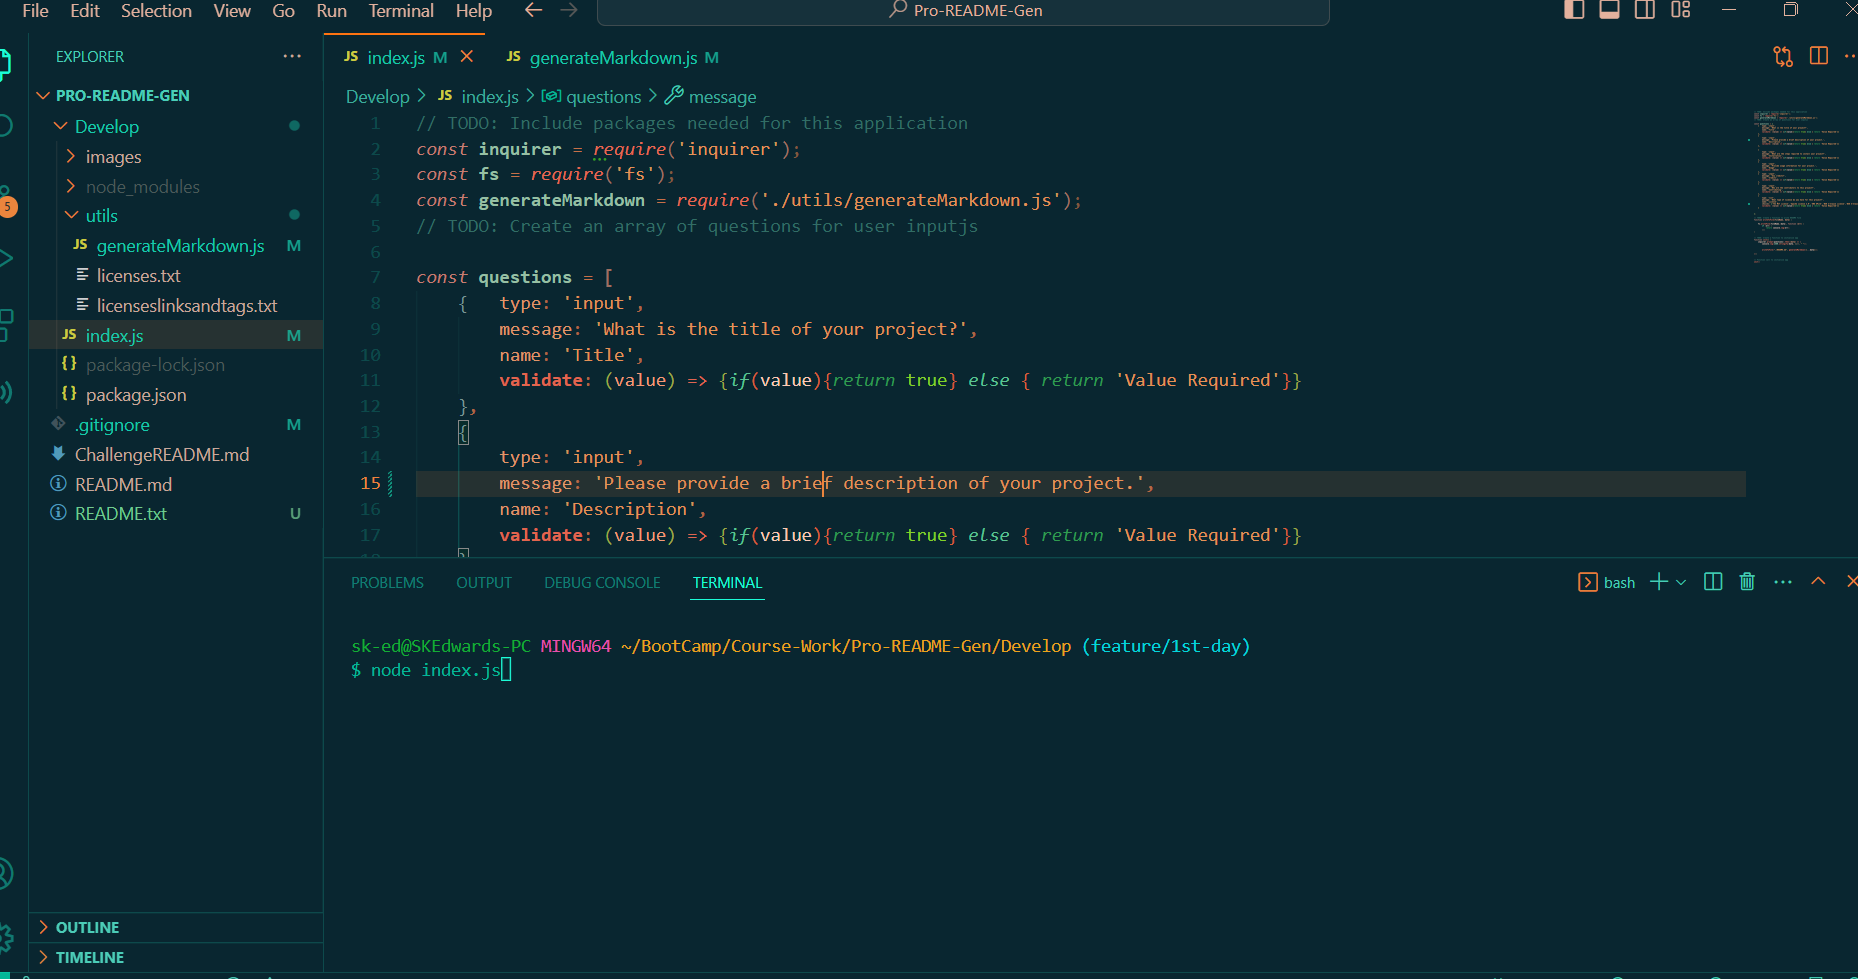 File Edit Selection View Go Run Terminal Help
Pro-README-Gen
EXPLORER
PRO-README-GEN
Develop
images
node_modules
utils
JS generateMarkdown.js M
licenses.txt
licenseslinksandtags.txt
JS index.js M
{} package-lock.json
{} package.json
.gitignore M
ChallengeREADME.md
README.md
README.txt U
5
OUTLINE
TIMELINE
JS index.js M
JS generateMarkdown.js M
Develop > JS index.js > questions > message
1 // TODO: Include packages needed for this application
2 const inquirer = require('inquirer');
3 const fs = require('fs');
4 const generateMarkdown = require('./utils/generateMarkdown.js');
5 // TODO: Create an array of questions for user inputjs
6
7 const questions = [
8 { type: 'input',
9 message: 'What is the title of your project?',
10 name: 'Title',
11 validate: (value) => {if(value){return true} else { return 'Value Required'}}
12 },
13 {
14 type: 'input',
15 message: 'Please provide a brief description of your project.',
16 name: 'Description',
17 validate: (value) => {if(value){return true} else { return 'Value Required'}}
PROBLEMS OUTPUT DEBUG CONSOLE TERMINAL
bash
sk-ed@SKEdwards-PC MINGW64 ~/BootCamp/Course-Work/Pro-README-Gen/Develop (feature/1st-day)
$ node index.js